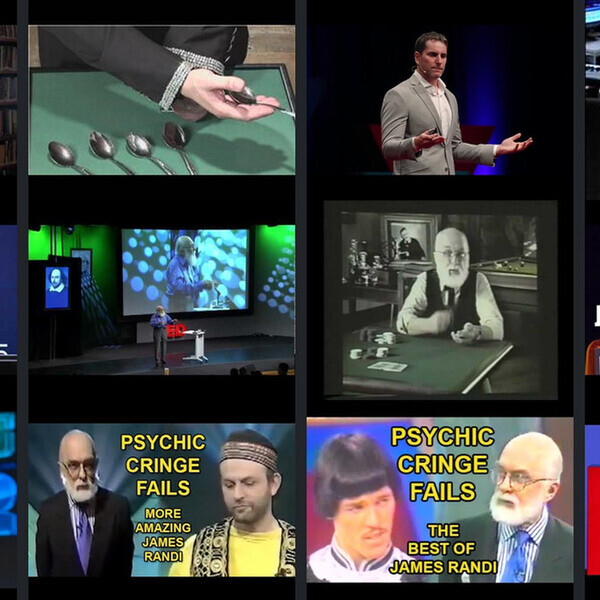 PSYCHIC
CRINGE
FAILS
MORE
AMAZING
JAMES
RANDI
PSYCHIC
CRINGE
FAILS
THE
BEST OF
JAMES RANDI